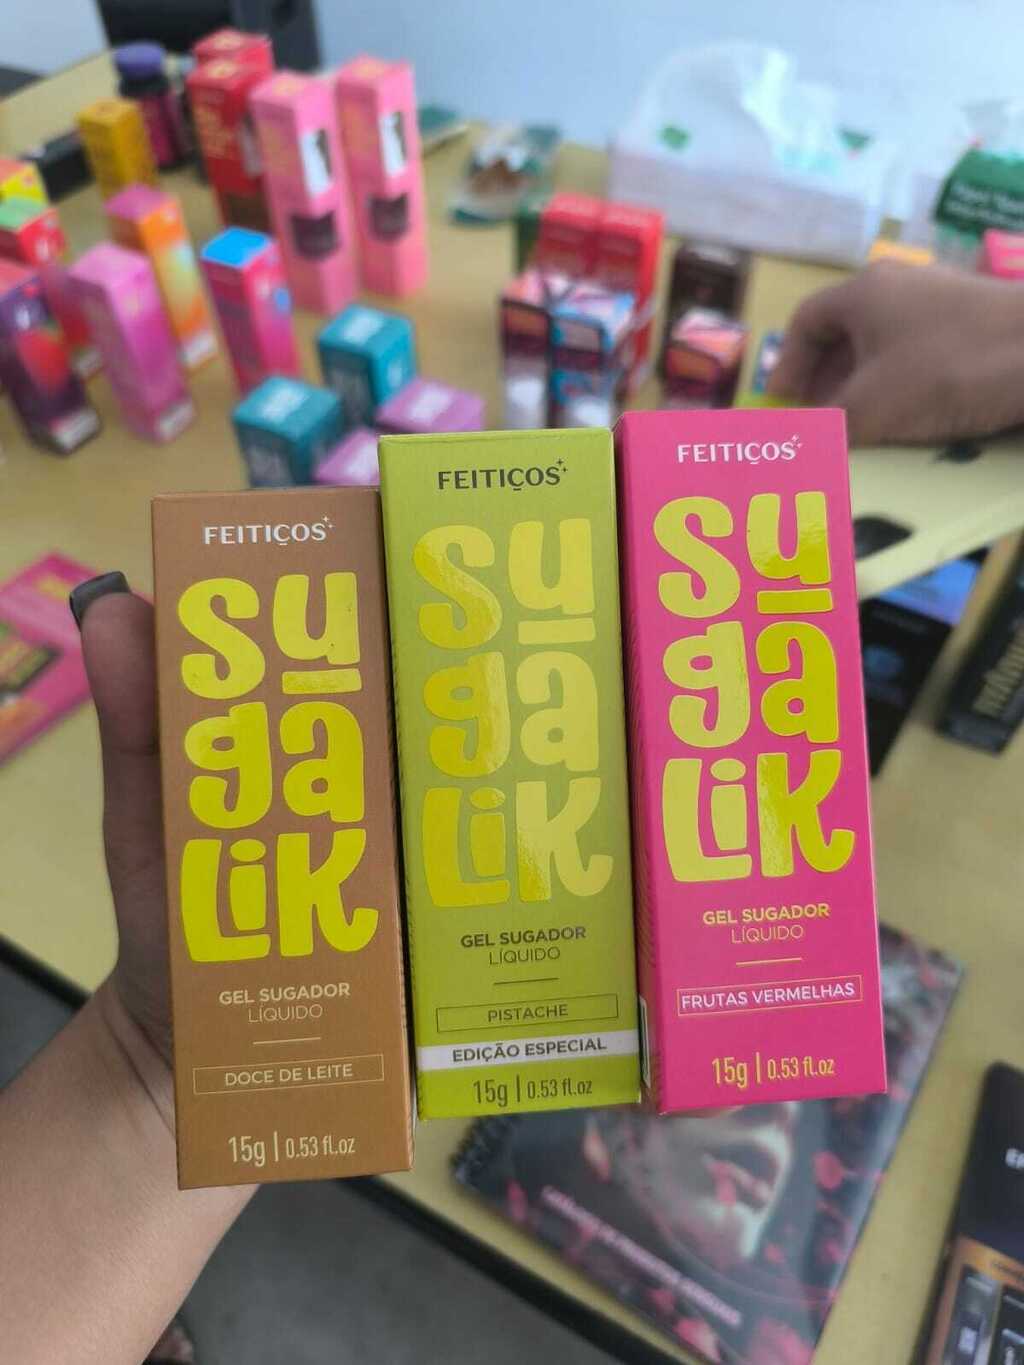 FEITIÇOS
su
ga
Lik
GEL SUGADOR
LÍQUIDO
DOCE DE LEITE
15g | 0.53 fl.oz
FEITIÇOS
su
ga
Lik
GEL SUGADOR
LÍQUIDO
PISTACHE
EDIÇÃO ESPECIAL
15g | 0.53 fl.oz
FEITIÇOS
su
ga
Lik
GEL SUGADOR
LÍQUIDO
FRUTAS VERMELHAS
15g | 0.53 fl.oz